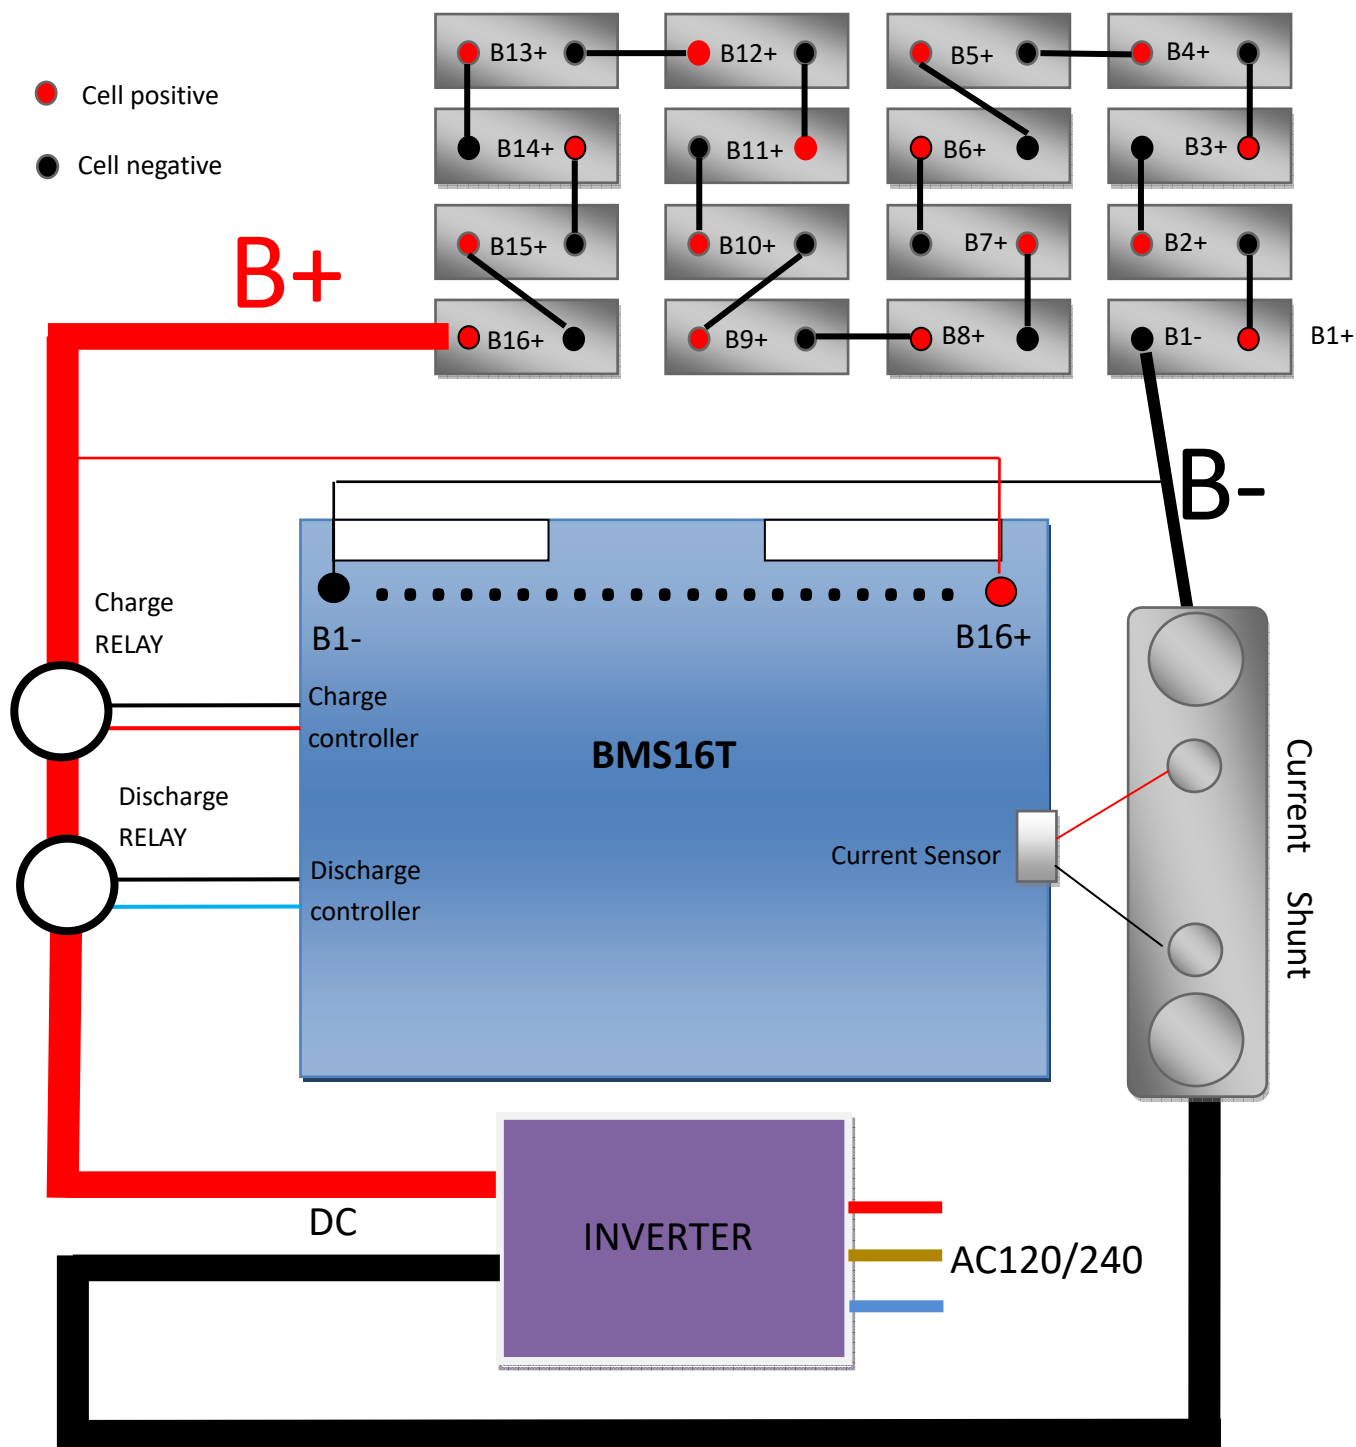 Cell positive
Cell negative
B13+
B12+
B5+
B4+
B14+
B11+
B6+
B3+
B15+
B10+
B7+
B2+
B16+
B9+
B8+
B1-
B1+
B+
B-
B1-
B16+
Charge
RELAY
Charge
controller
BMS16T
Discharge
RELAY
Discharge
controller
Current Sensor
Current Shunt
DC
INVERTER
AC120/240